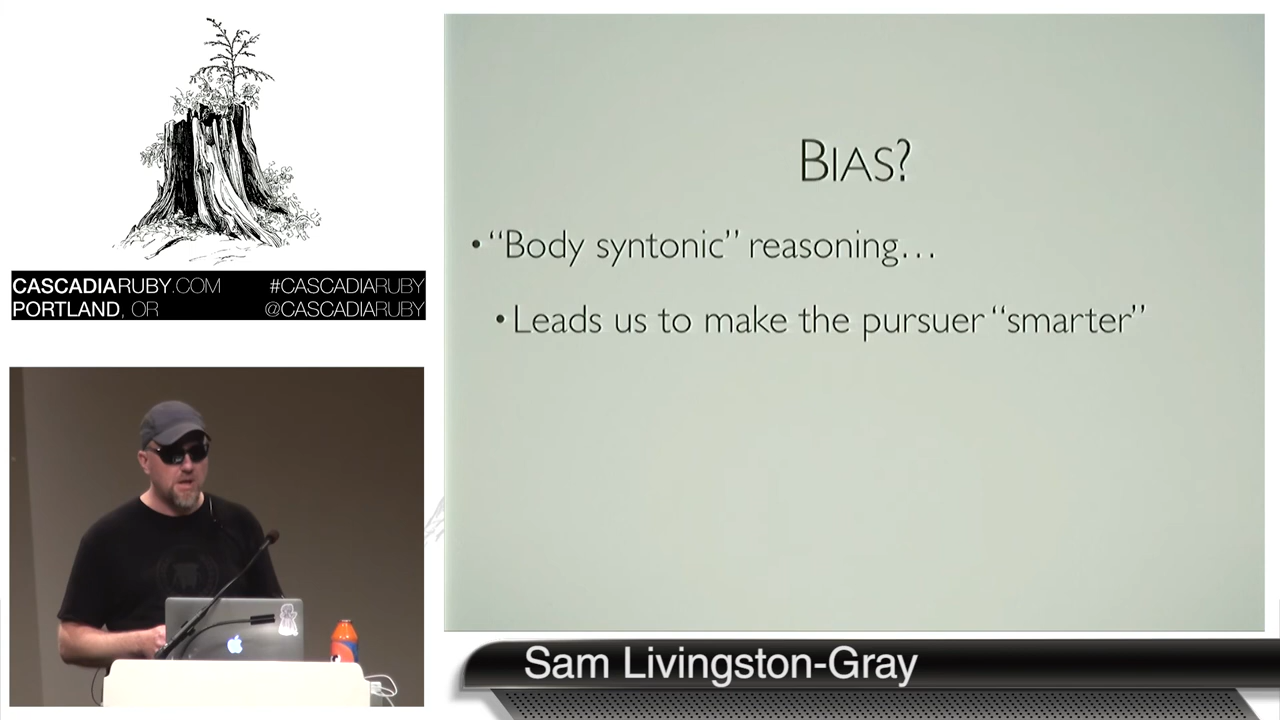 CASCADIARUBY.COM #CASCADIARUBY
PORTLAND, OR @CASCADIARUBY
BIAS?
• “Body syntonic” reasoning…
• Leads us to make the pursuer “smarter”
Sam Livingston-Gray